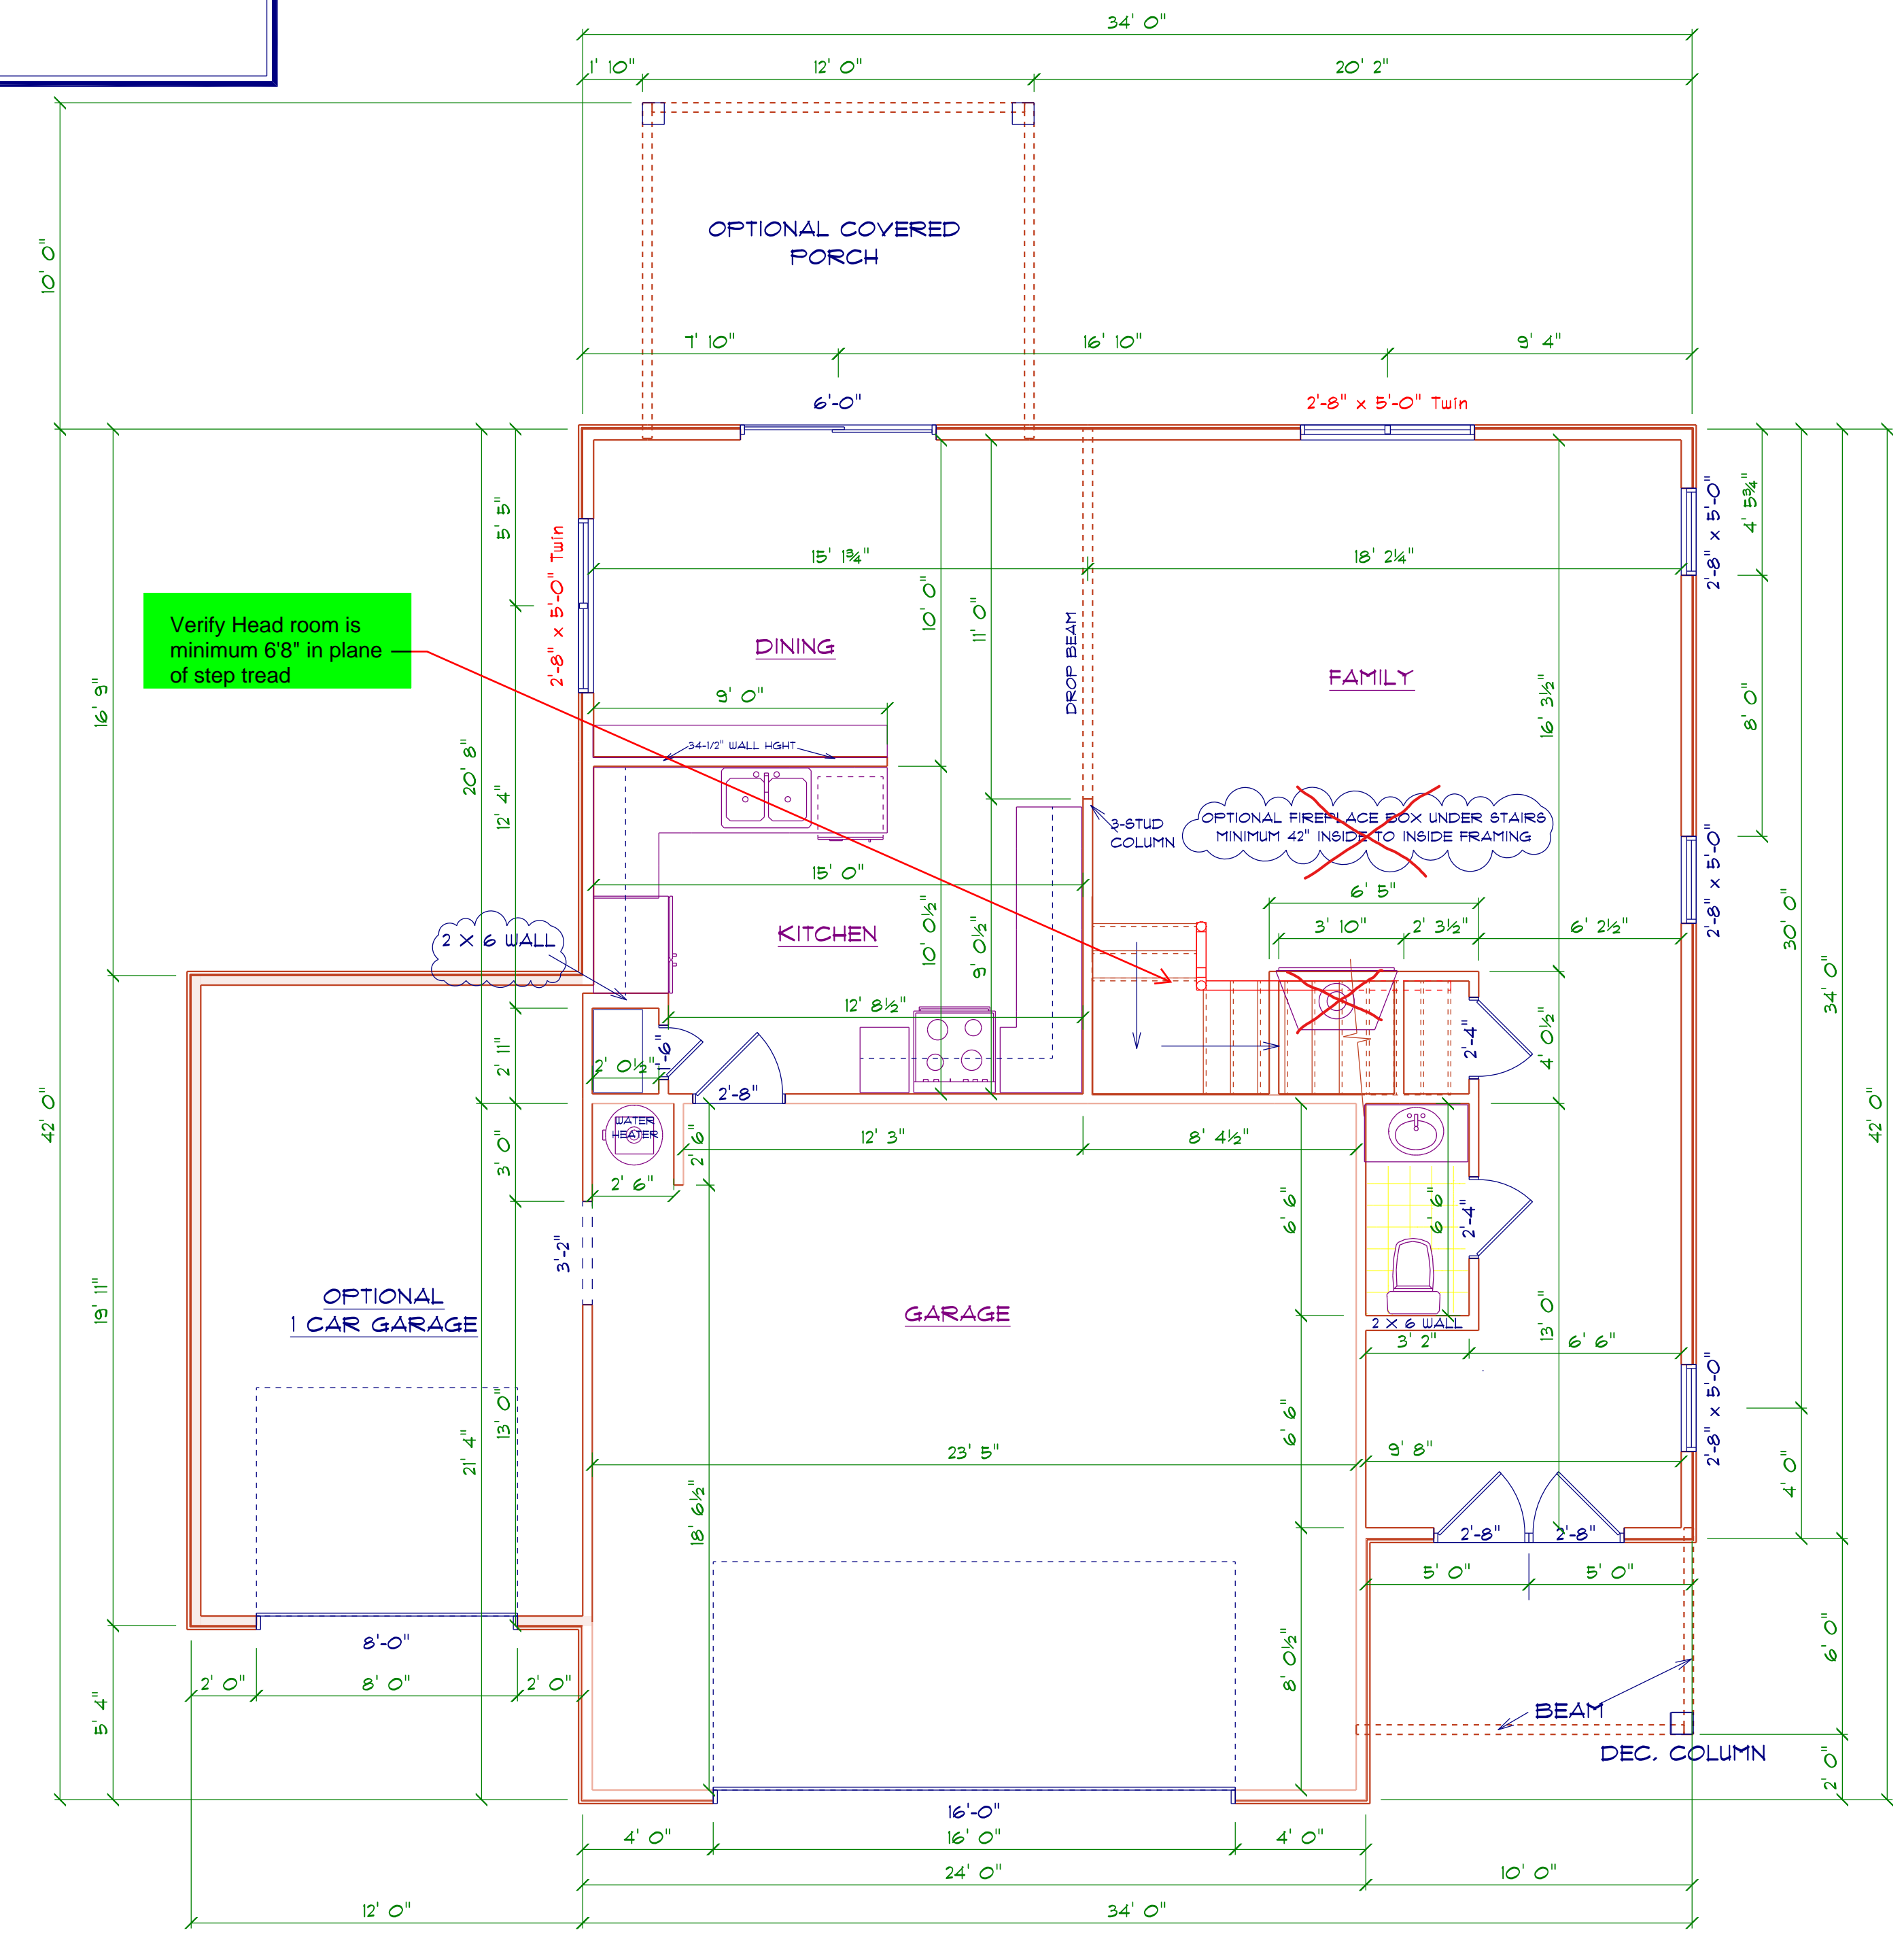 34' 0"
1' 10"
12' 0"
20' 2"
OPTIONAL COVERED
PORCH
10' 0"
7' 10"
16' 10"
9' 4"
6'-0"
2'-8" x 5'-0" Twin
5' 5"
2'-8" x 5'-0" Twin
2'-8" x 5'-0"
4' 5¾"
15' 1¾"
18' 2¼"
10' 0"
11' 0"
Verify Head room is
minimum 6'8" in plane
of step tread
DINING
DROP BEAM
FAMILY
16' 3½"
16' 9"
9' 0"
8' 0"
34-1/2" WALL HGHT
20' 8"
12' 4"
3-STUD
COLUMN
OPTIONAL FIREPLACE BOX UNDER STAIRS
MINIMUM 42" INSIDE TO INSIDE FRAMING
2'-8" x 5'-0"
15' 0"
6' 5"
30' 0"
2 X 6 WALL
KITCHEN
10' 0½"
9' 0½"
3' 10"
2' 3½"
6' 2½"
34' 0"
12' 8½"
2' 11"
2' 0½"
1'-6"
2'-8"
2'-4"
4' 0½"
42' 0"
42' 0"
WATER
HEATER
3' 0"
2' 6"
2' 6"
12' 3"
8' 4½"
6' 6"
6' 6"
2'-4"
3'-2"
19' 11"
OPTIONAL
1 CAR GARAGE
GARAGE
2 X 6 WALL
3' 2"
6' 6"
13' 0"
2'-8" x 5'-0"
13' 0"
21' 4"
6' 6"
23' 5"
9' 8"
4' 0"
18' 6½"
2'-8"
2'-8"
5' 0"
5' 0"
8'-0"
8' 0½"
6' 0"
2' 0"
8' 0"
2' 0"
5' 4"
BEAM
DEC. COLUMN
2' 0"
16'-0"
4' 0"
16' 0"
4' 0"
24' 0"
10' 0"
12' 0"
34' 0"